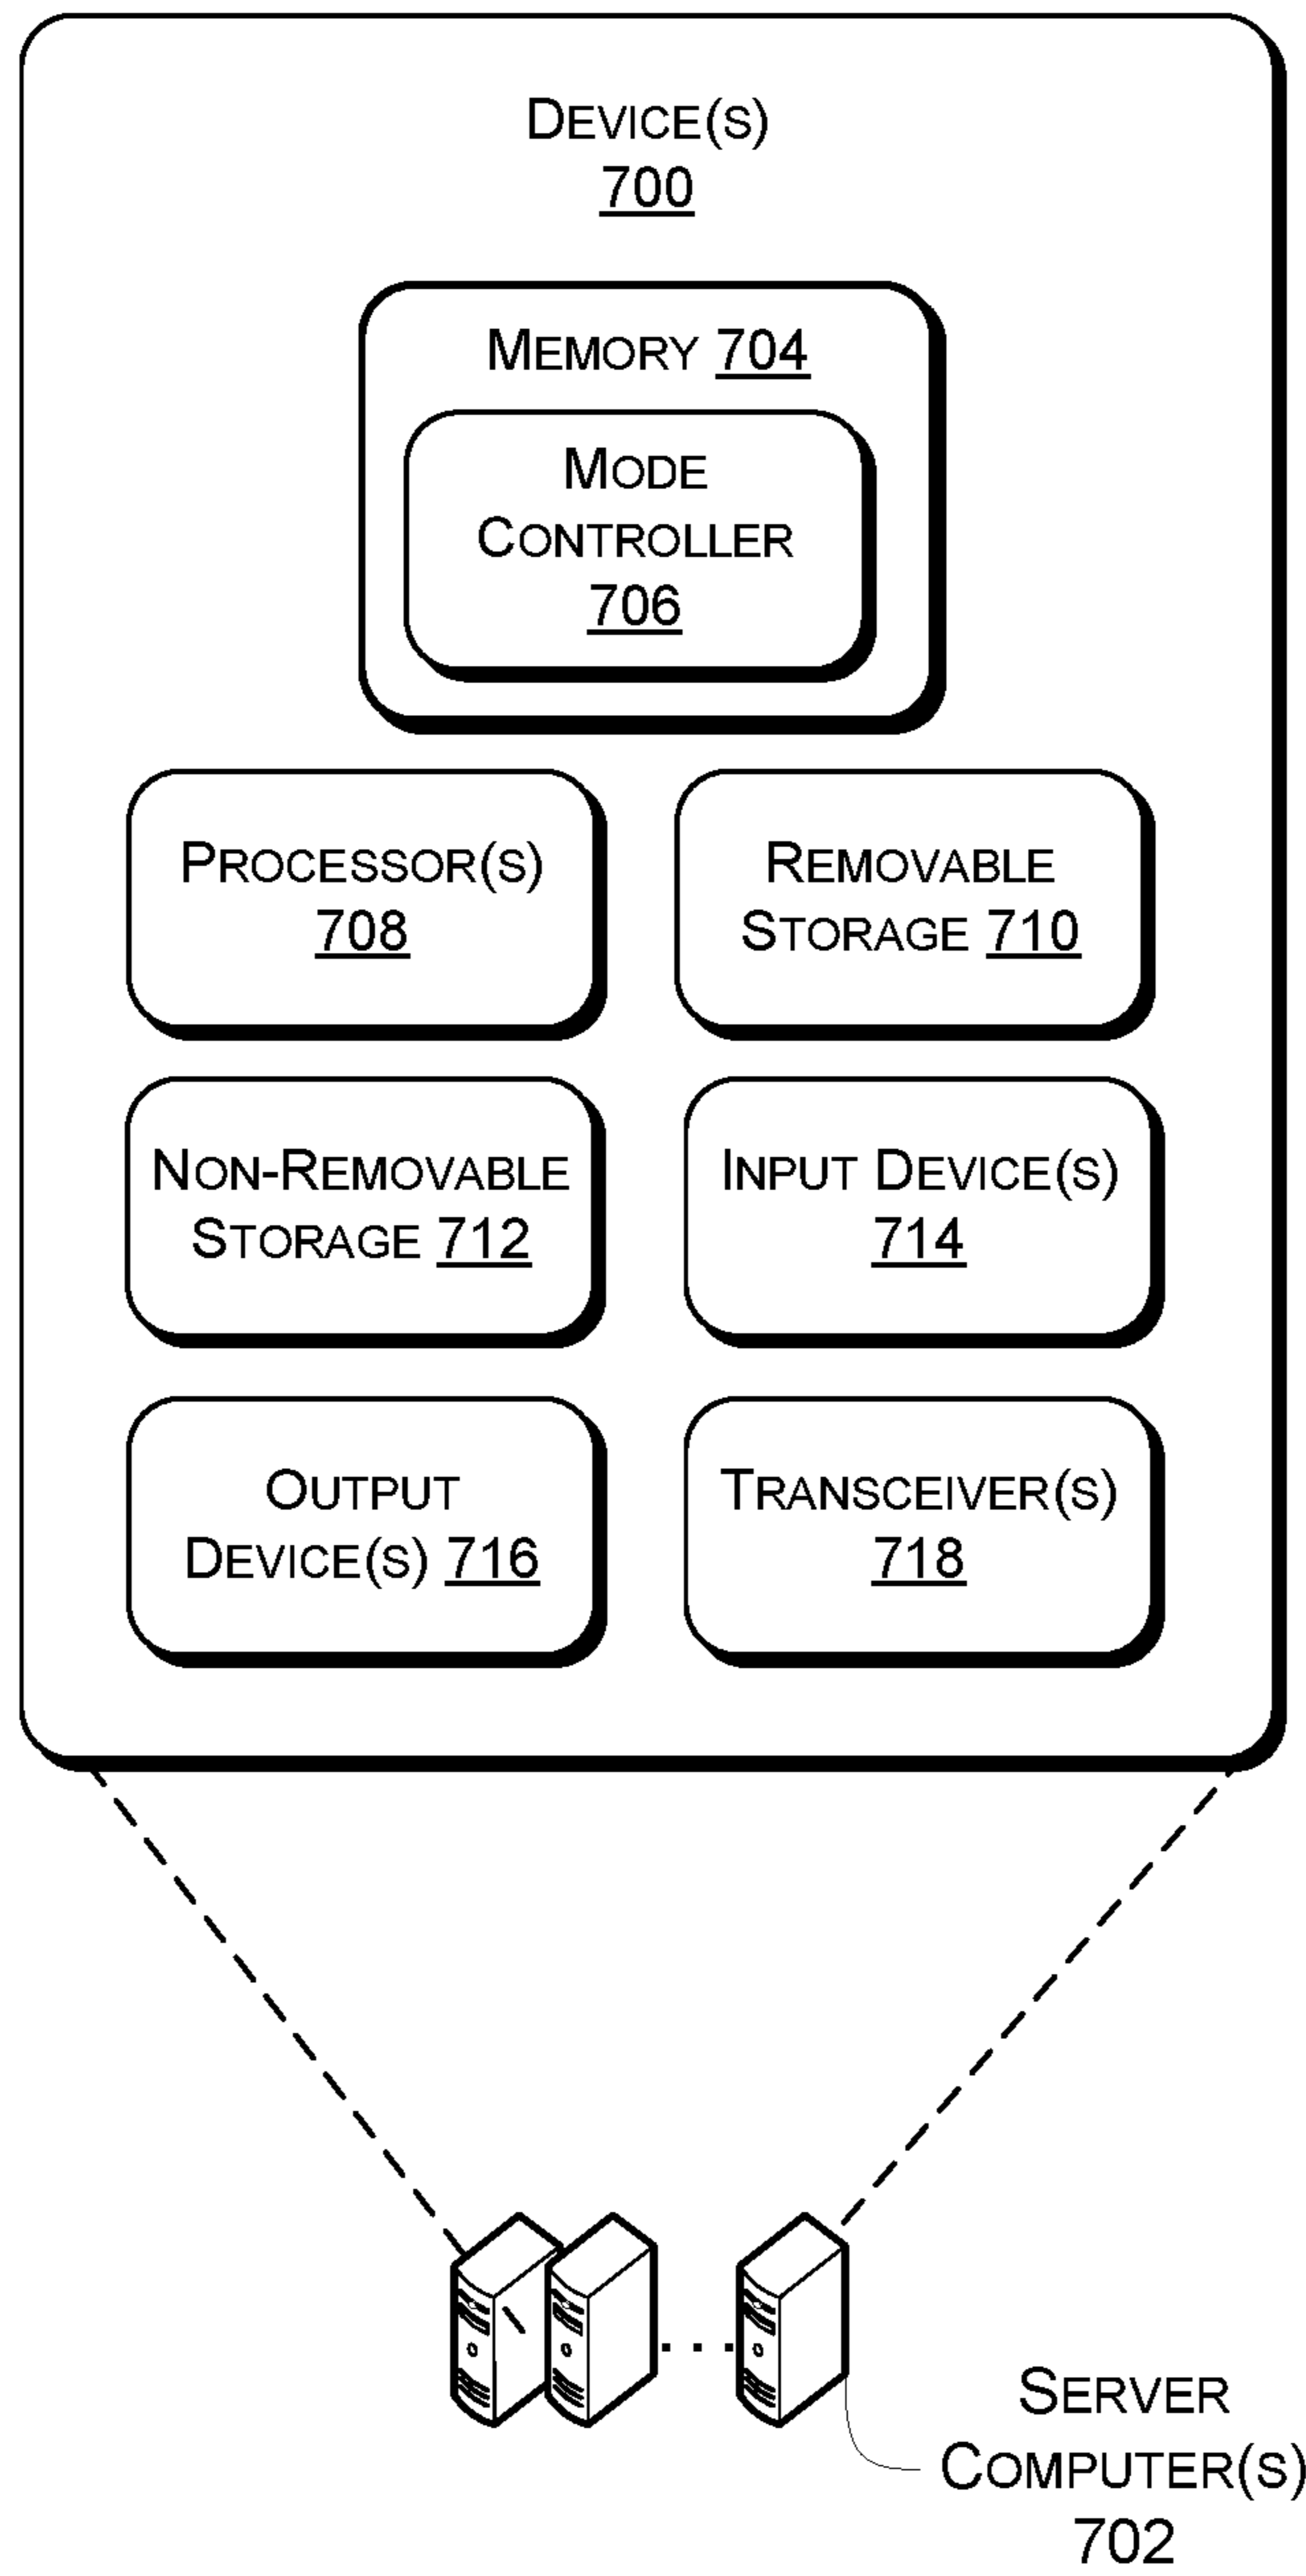 DEVICE(S)
700
MEMORY 704
MODE
CONTROLLER
706
PROCESSOR(S)
708
REMOVABLE
STORAGE 710
NON-REMOVABLE
STORAGE 712
INPUT DEVICE(S)
714
OUTPUT
DEVICE(S) 716
TRANSCEIVER(S)
718
SERVER
COMPUTER(S)
702